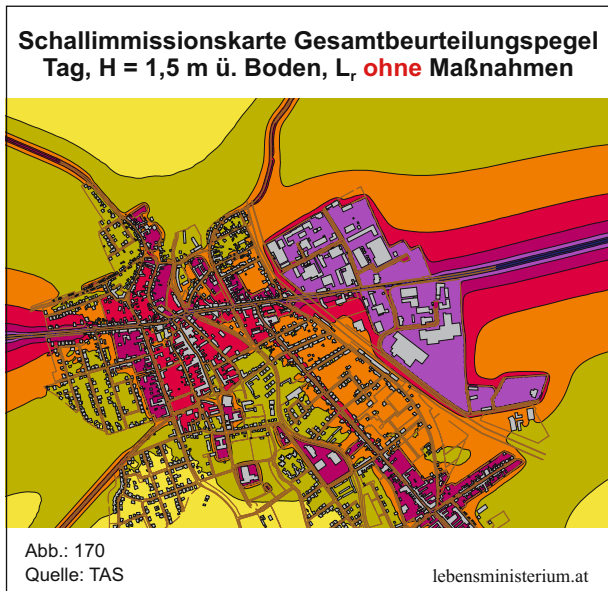 Schallimmissionskarte Gesamtbeurteilungspegel
Tag, H = 1,5 m ü. Boden, Lr ohne Maßnahmen
H
Abb.: 170
Quelle: TAS
lebensministerium.at